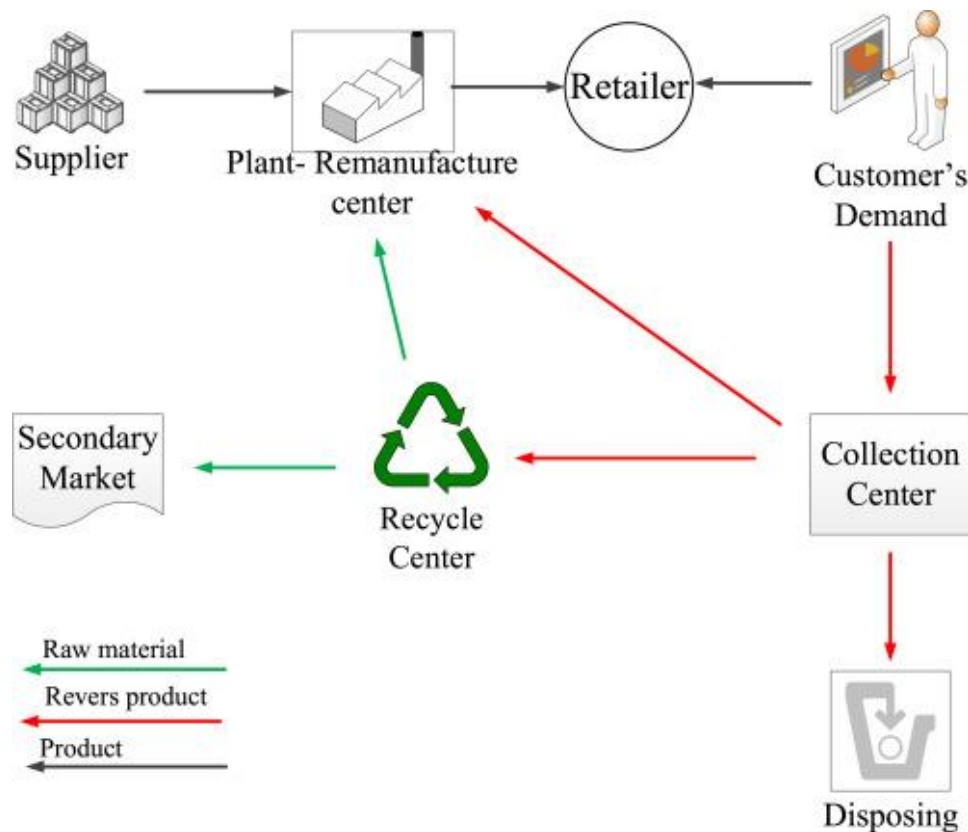 Supplier
Plant- Remanufacture
center
Retailer
Customer's
Demand
Secondary
Market
Recycle
Center
Collection
Center
Raw material
Revers product
Product
Disposing